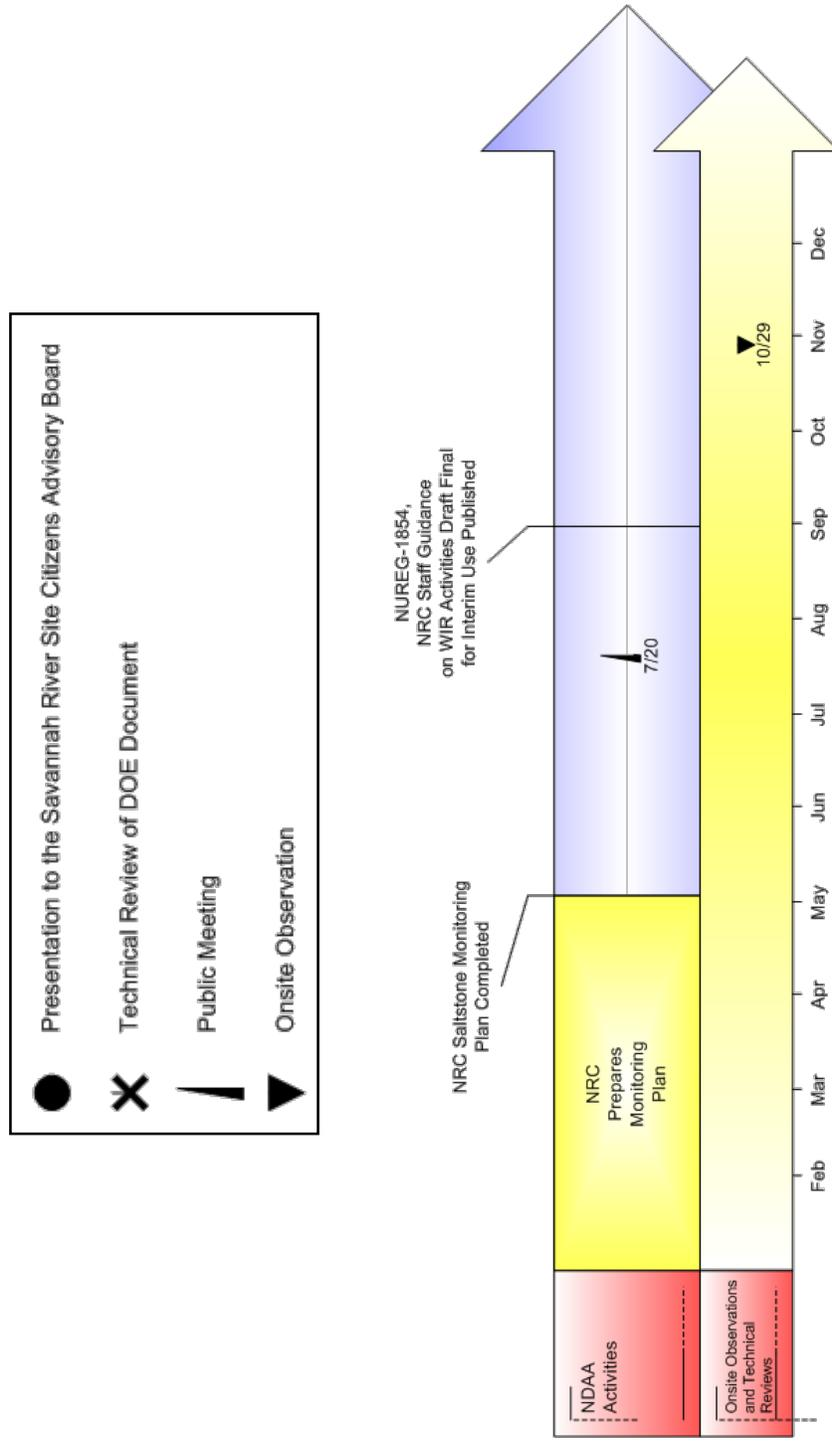 Presentation to the Savannah River Site Citizens Advisory Board
Technical Review of DOE Document
Public Meeting
Onsite Observation
NUREG-1854,
NRC Staff Guidance
on WIR Activities Draft Final
for Interim Use Published
NRC Saltstone Monitoring
Plan Completed
NDAA
Activities
NRC
Prepares
Monitoring
Plan
7/20
Onsite Observations
and Technical
Reviews
10/29
Feb
Mar
Apr
May
Jun
Jul
Aug
Sep
Oct
Nov
Dec